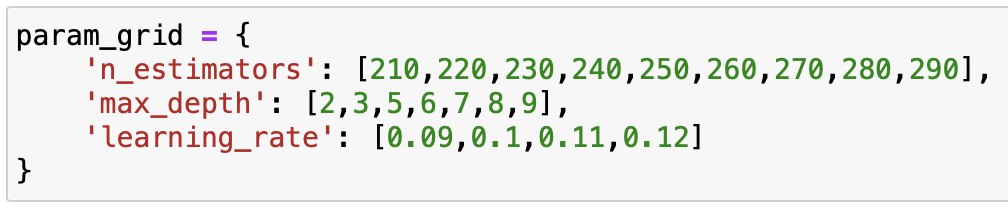 param_grid = {
    'n_estimators': [210,220,230,240,250,260,270,280,290],
    'max_depth': [2,3,5,6,7,8,9],
    'learning_rate': [0.09,0.1,0.11,0.12]
}